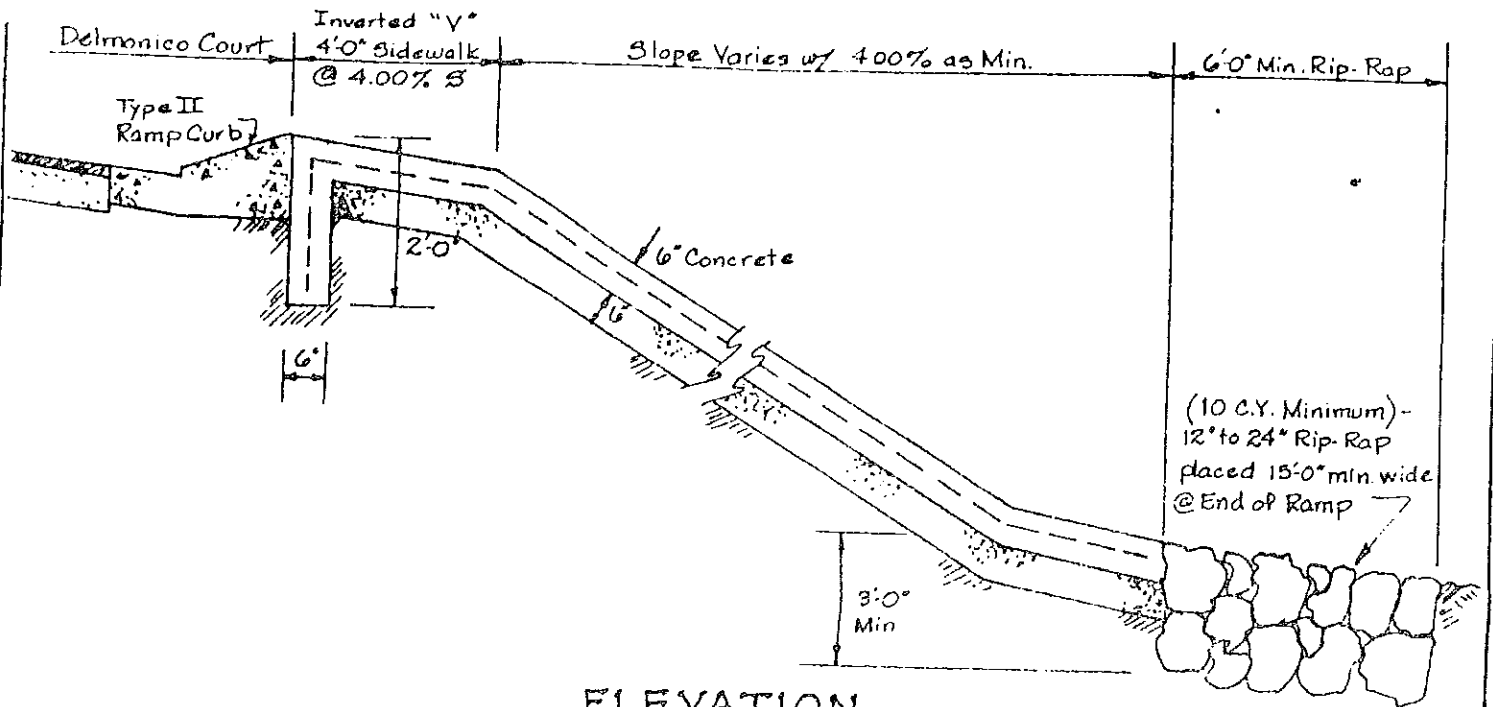 Delmonico Court
Inverted "V"
4'-0" Sidewalk
@ 4.00% S
Slope Varies w/ 400% as Min.
6'-0" Min. Rip-Rap
Type II
Ramp Curb
2'-0"
6" Concrete
6"
6"
(10 C.Y. Minimum)-
12" to 24" Rip-Rap
placed 15'-0" min. wide
@ End of Ramp
3'-0"
Min
ELEVATION